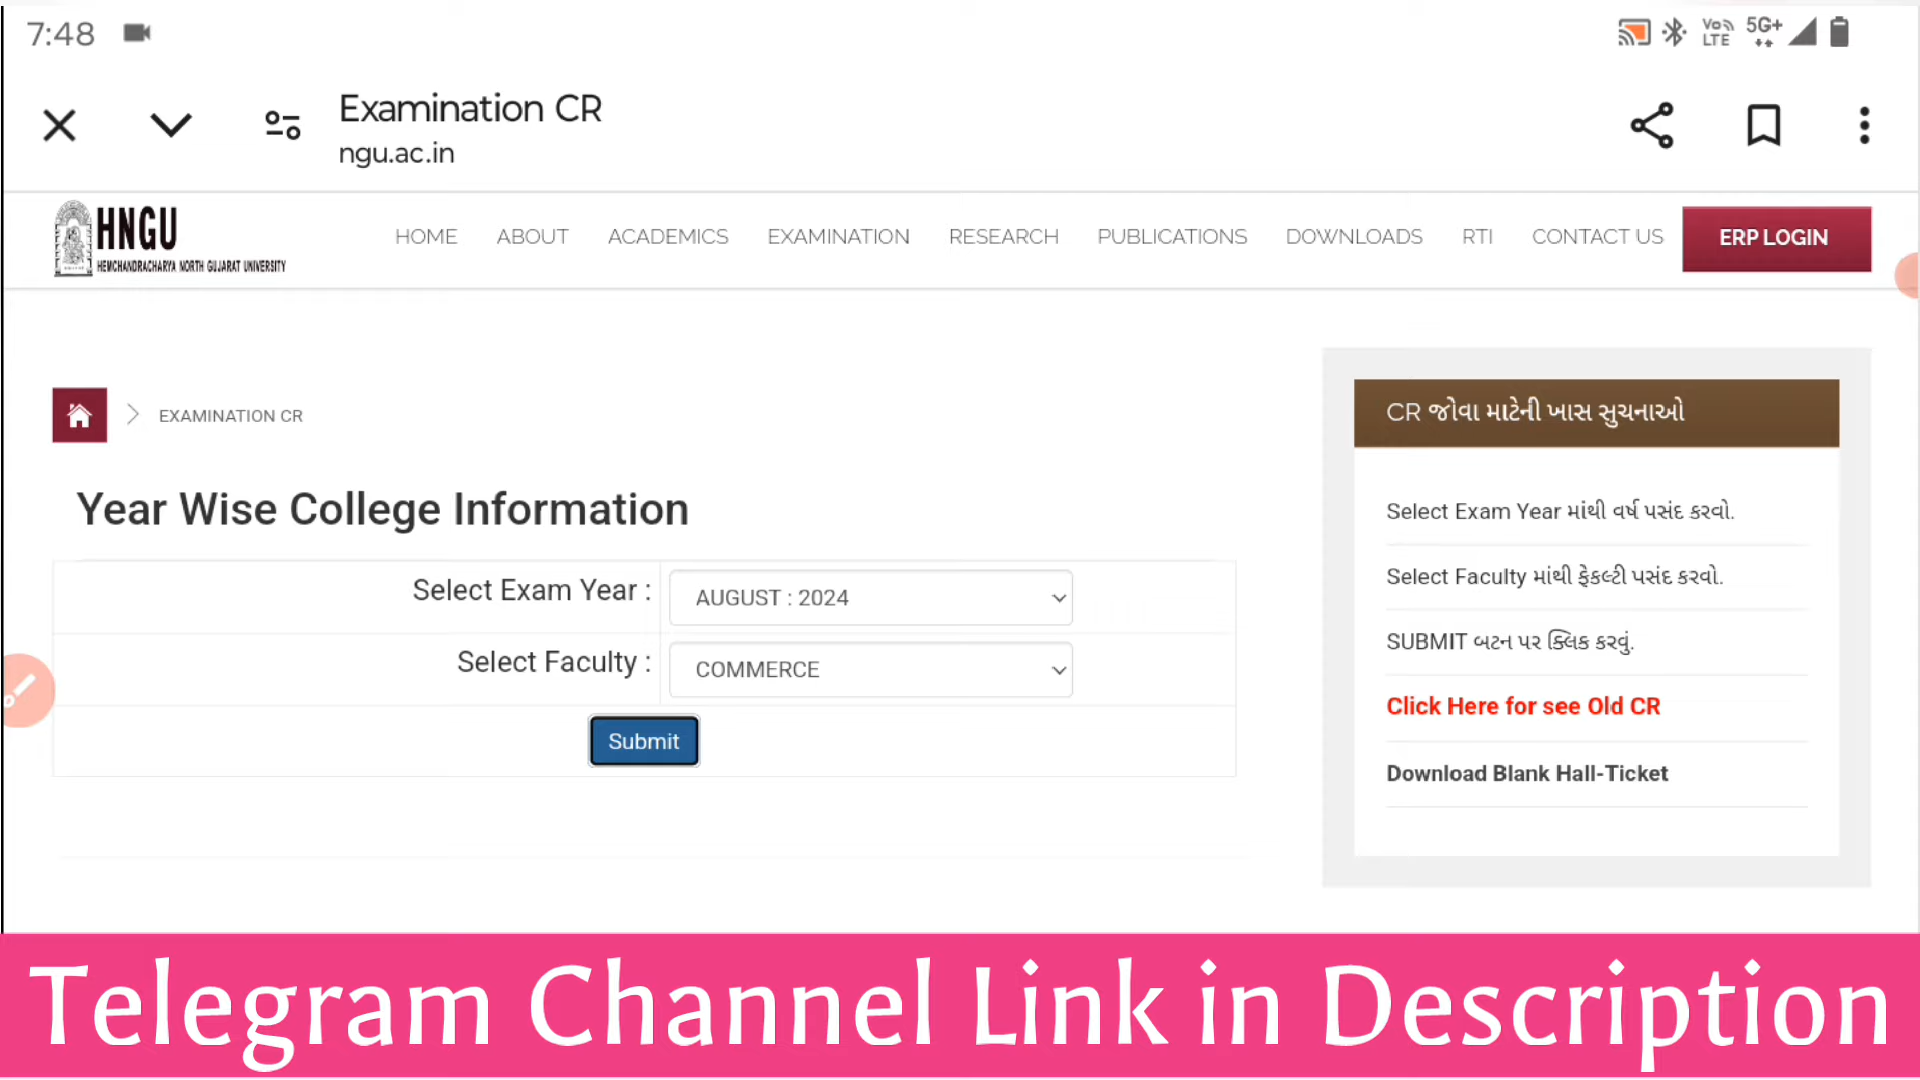 7:48
Vo LTE 5G+
Examination CR
ngu.ac.in
HNGU
HEMCHANDRACHARYA NORTH GUJARAT UNIVERSITY
HOME ABOUT ACADEMICS EXAMINATION RESEARCH PUBLICATIONS DOWNLOADS RTI CONTACT US ERP LOGIN
EXAMINATION CR
Year Wise College Information
Select Exam Year : AUGUST : 2024
Select Faculty : COMMERCE
Submit
CR જોવા માટેની ખાસ સુચનાઓ
Select Exam Year માંથી વર્ષ પસંદ કરવો.
Select Faculty માંથી ફેકલ્ટી પસંદ કરવો.
SUBMIT બટન પર ક્લિક કરવું.
Click Here for see Old CR
Download Blank Hall-Ticket
Telegram Channel Link in Description